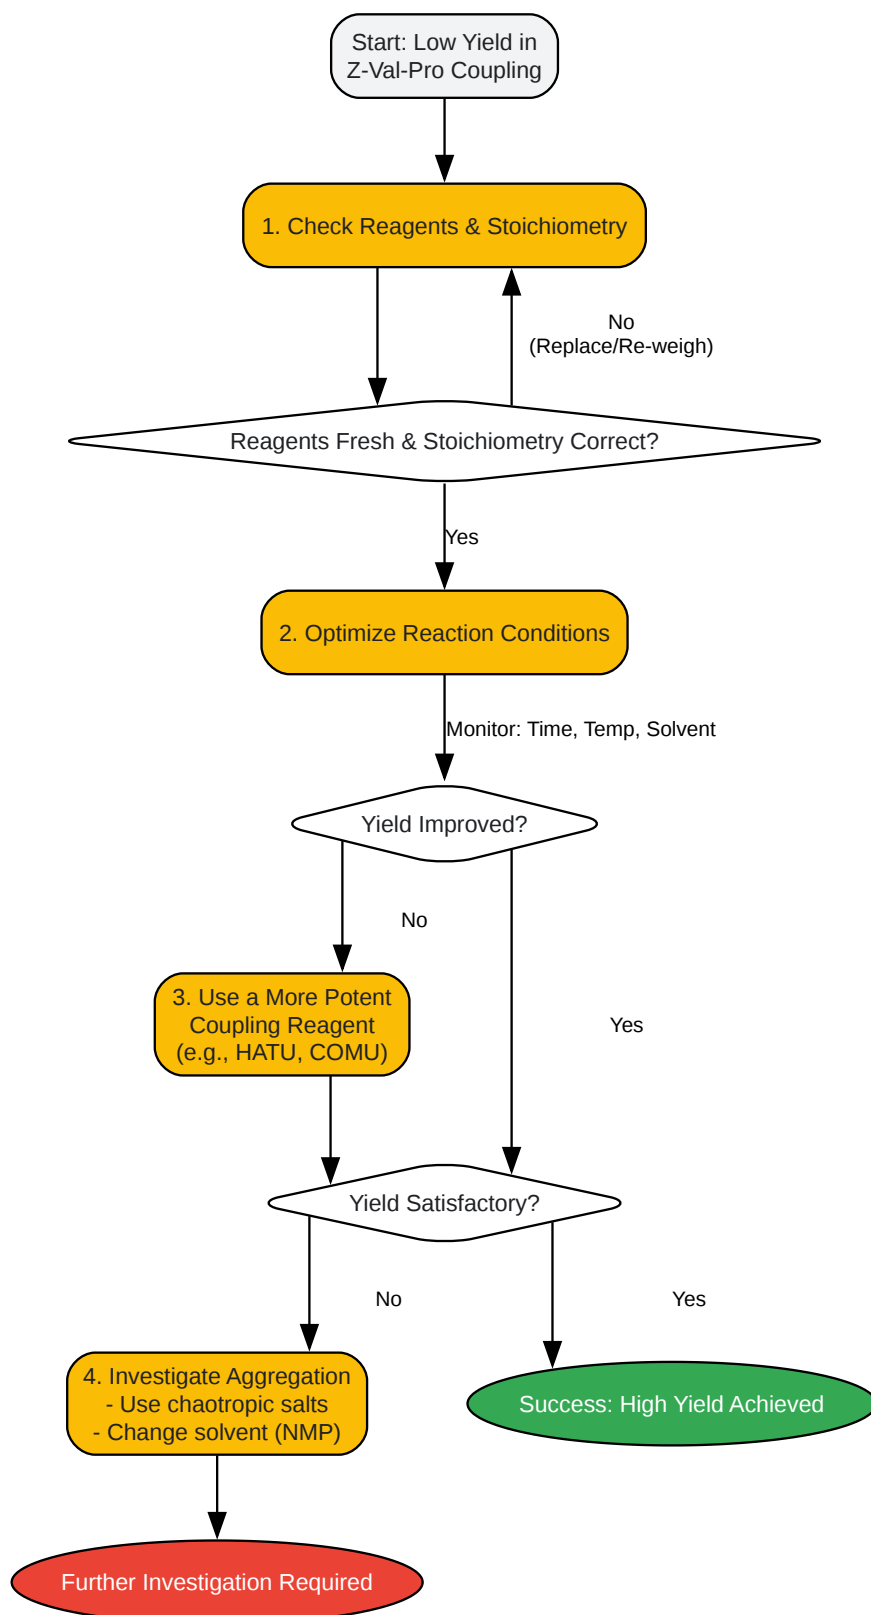 Start: Low Yield in
Z-Val-Pro Coupling
1. Check Reagents & Stoichiometry
No
(Replace/Re-weigh)
Reagents Fresh & Stoichiometry Correct?
Yes
2. Optimize Reaction Conditions
Monitor: Time, Temp, Solvent
Yield Improved?
No
3. Use a More Potent
Coupling Reagent
(e.g., HATU, COMU)
Yes
Yield Satisfactory?
No
Yes
4. Investigate Aggregation
- Use chaotropic salts
- Change solvent (NMP)
Success: High Yield Achieved
Further Investigation Required